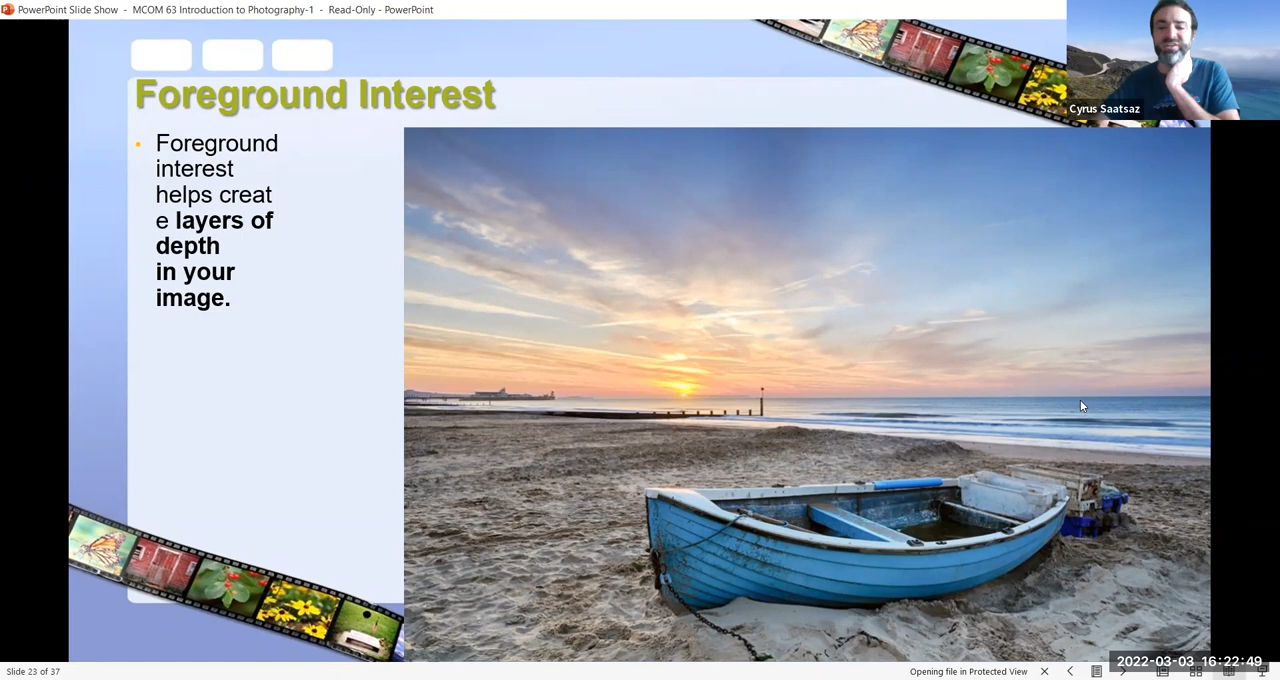 PowerPoint Slide Show - MCOM 63 Introduction to Photography-1 - Read-Only - PowerPoint
Cyrus Saatsaz
Foreground Interest
• Foreground
interest
helps creat
e layers of
depth
in your
image.
Slide 23 of 37
Opening file in Protected View
2022-03-03 16:22:49